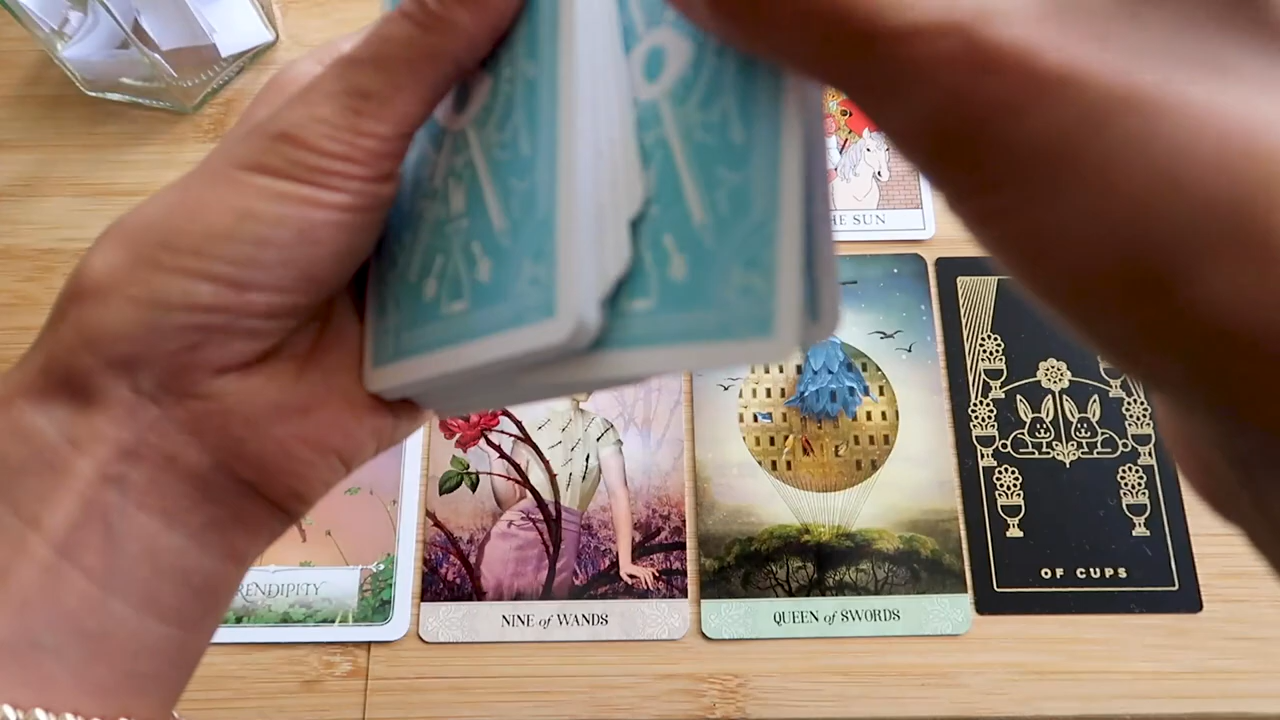 HE SUN
RENDIPITY
NINE of WANDS
QUEEN of SWORDS
OF CUPS